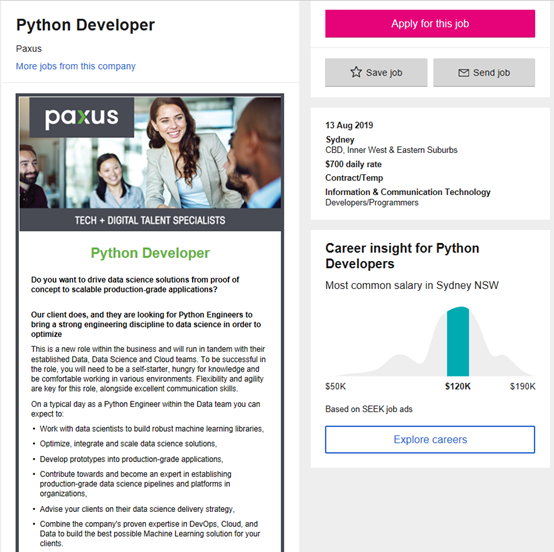 Python Developer
Paxus
More jobs from this company
paxus
TECH + DIGITAL TALENT SPECIALISTS
Python Developer
Do you want to drive data science solutions from proof of
concept to scalable production-grade applications?
Our client does, and they are looking for Python Engineers to
bring a strong engineering discipline to data science in order to
optimize
This is a new role within the business and will run in tandem with their
established Data, Data Science and Cloud teams. To be successful in
the role, you will need to be a self-starter, hungry for knowledge and
be comfortable working in various environments. Flexibility and agility
are key for this role, alongside excellent communication skills.
On a typical day as a Python Engineer within the Data team you can
expect to:
• Work with data scientists to build robust machine learning libraries,
• Optimize, integrate and scale data science solutions,
• Develop prototypes into production-grade applications,
• Contribute towards and become an expert in establishing
production-grade data science pipelines and platforms in
organizations,
• Advise your clients on their data science delivery strategy,
• Combine the company's proven expertise in DevOps, Cloud, and
Data to build the best possible Machine Learning solution for your
clients.
Apply for this job
Save job
Send job
13 Aug 2019
Sydney
CBD, Inner West & Eastern Suburbs
$700 daily rate
Contract/Temp
Information & Communication Technology
Developers/Programmers
Career insight for Python
Developers
Most common salary in Sydney NSW
$50K $120K $190K
Based on SEEK job ads
Explore careers